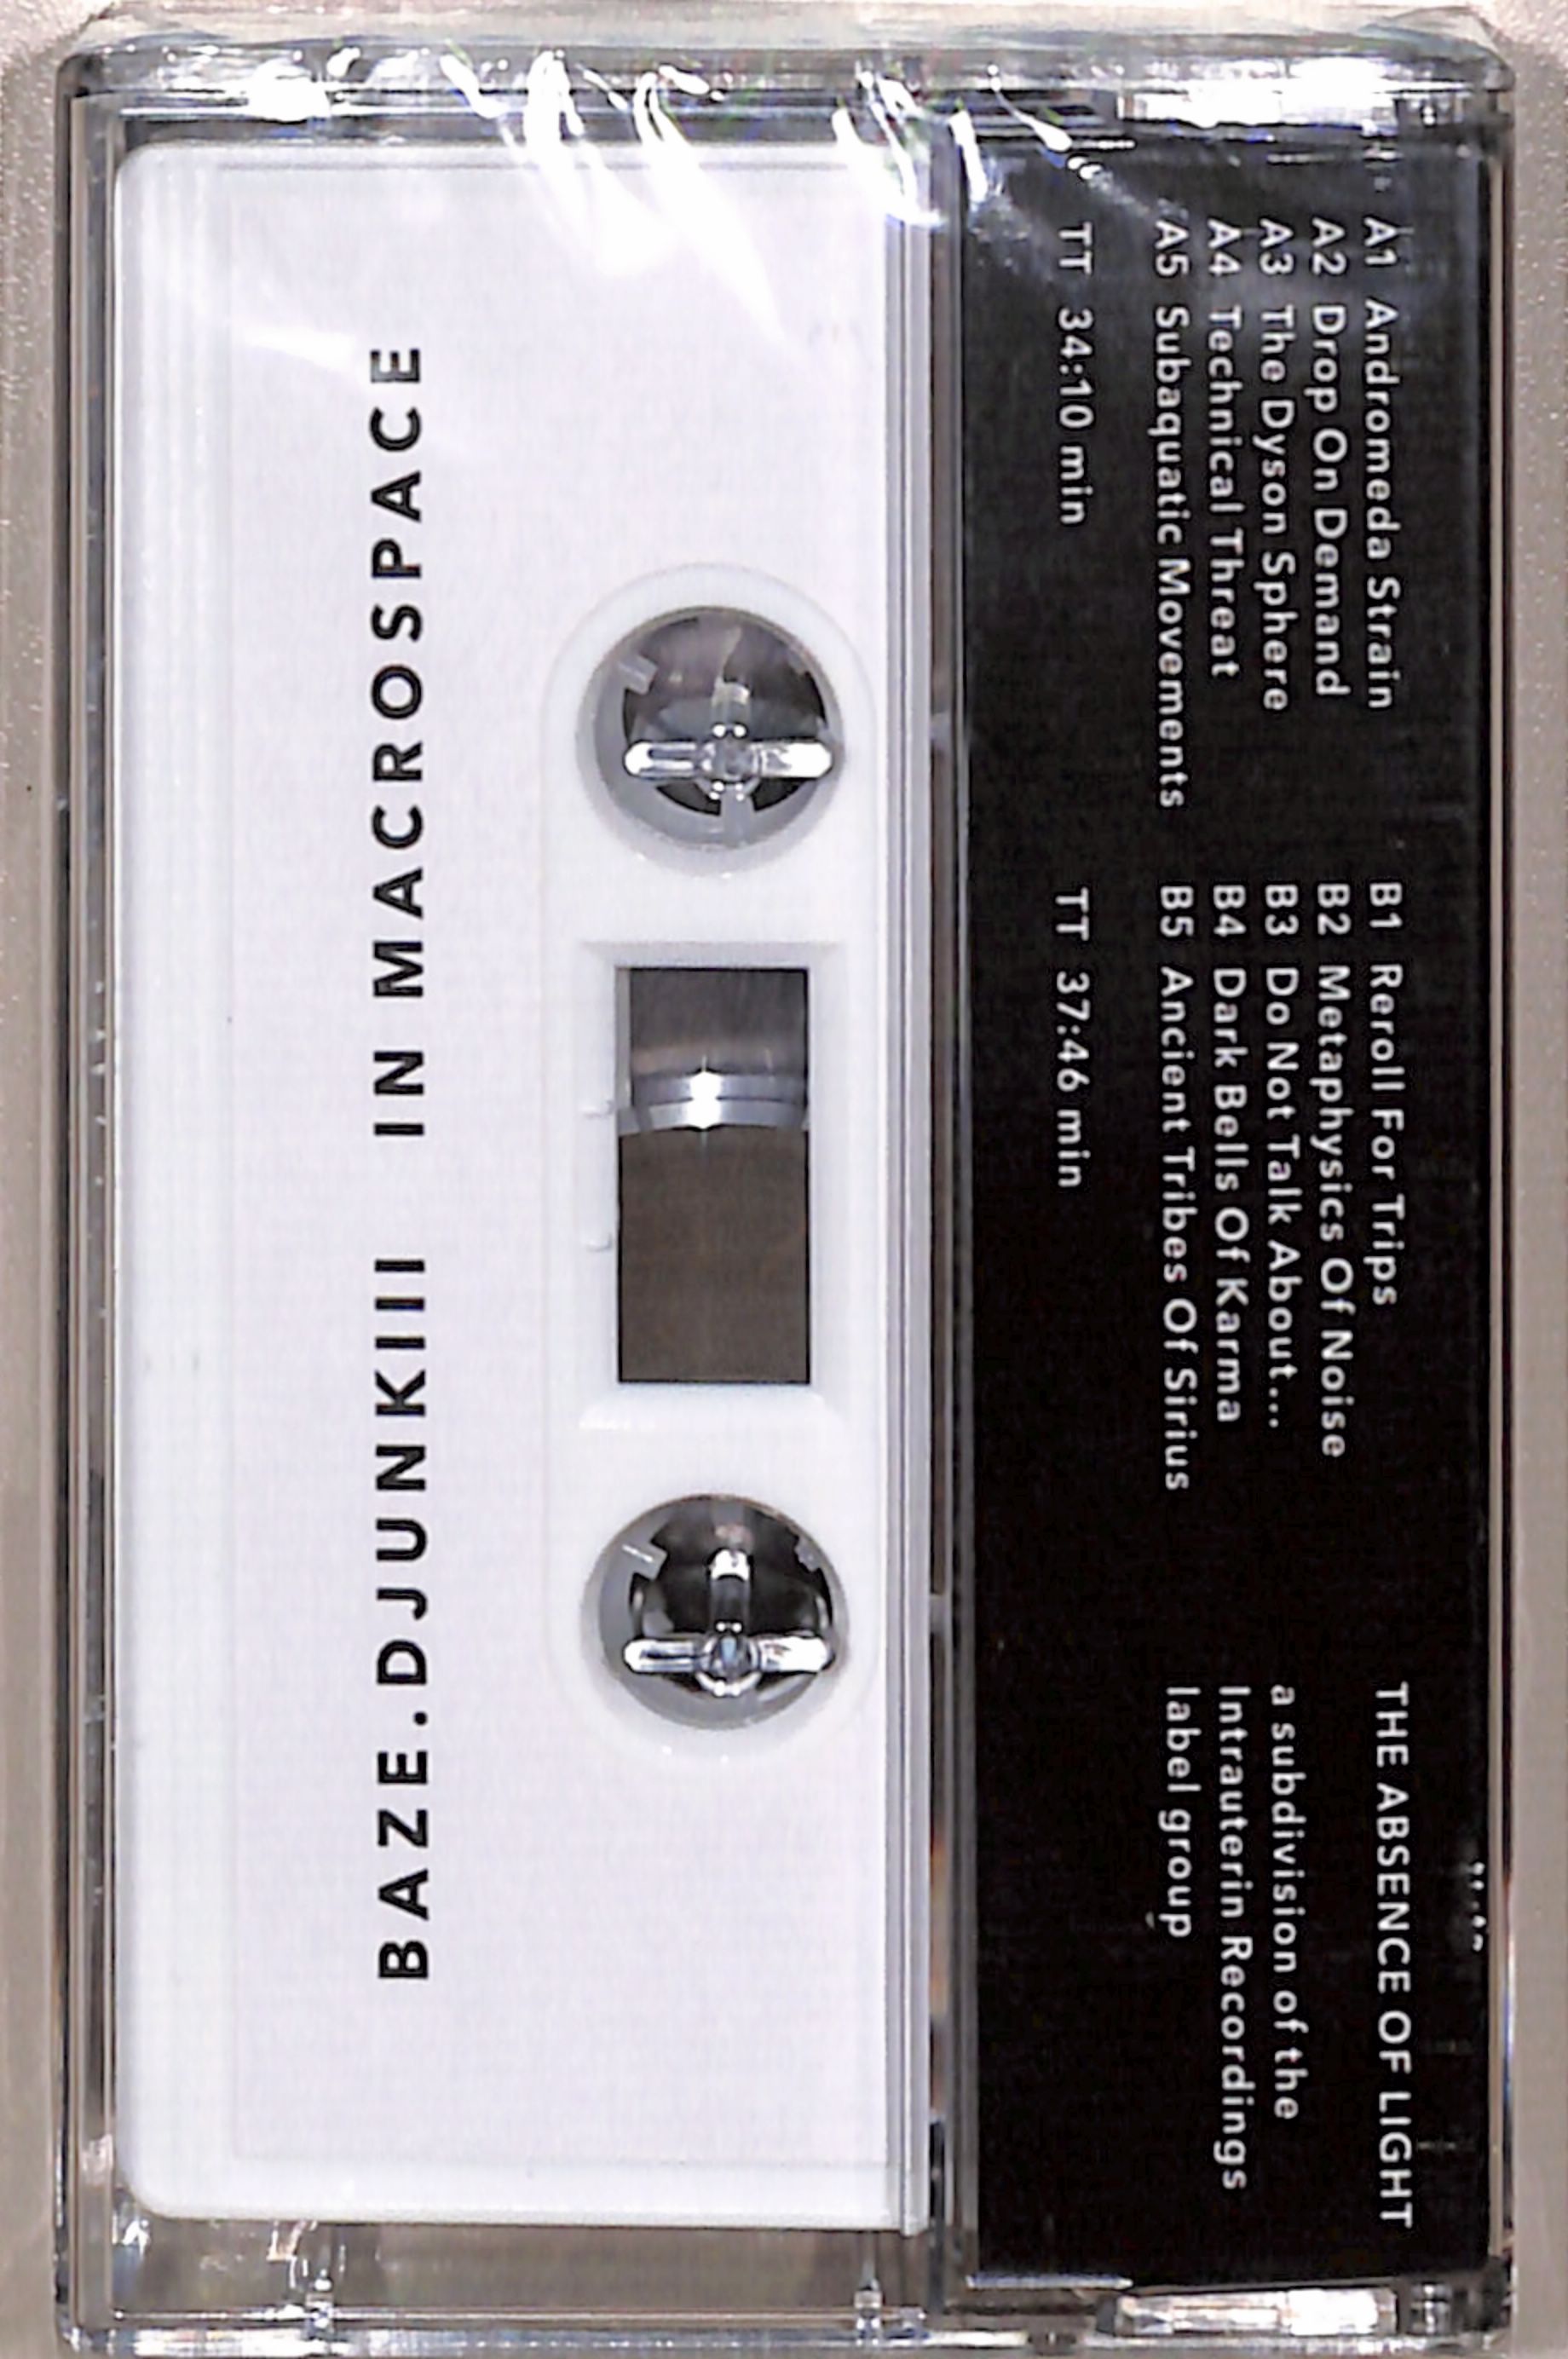 BAZE.DJUNKIII IN MACROSPACE
A1 Andromeda Strain
A2 Drop On Demand
A3 The Dyson Sphere
A4 Technical Threat
A5 Subaquatic Movements
TT 34:10 min
B1 Reroll For Trips
B2 Metaphysics Of Noise
B3 Do Not Talk About...
B4 Dark Bells Of Karma
B5 Ancient Tribes Of Sirius
TT 37:46 min
THE ABSENCE OF LIGHT
a subdivision of the
Intrauterin Recordings
label group